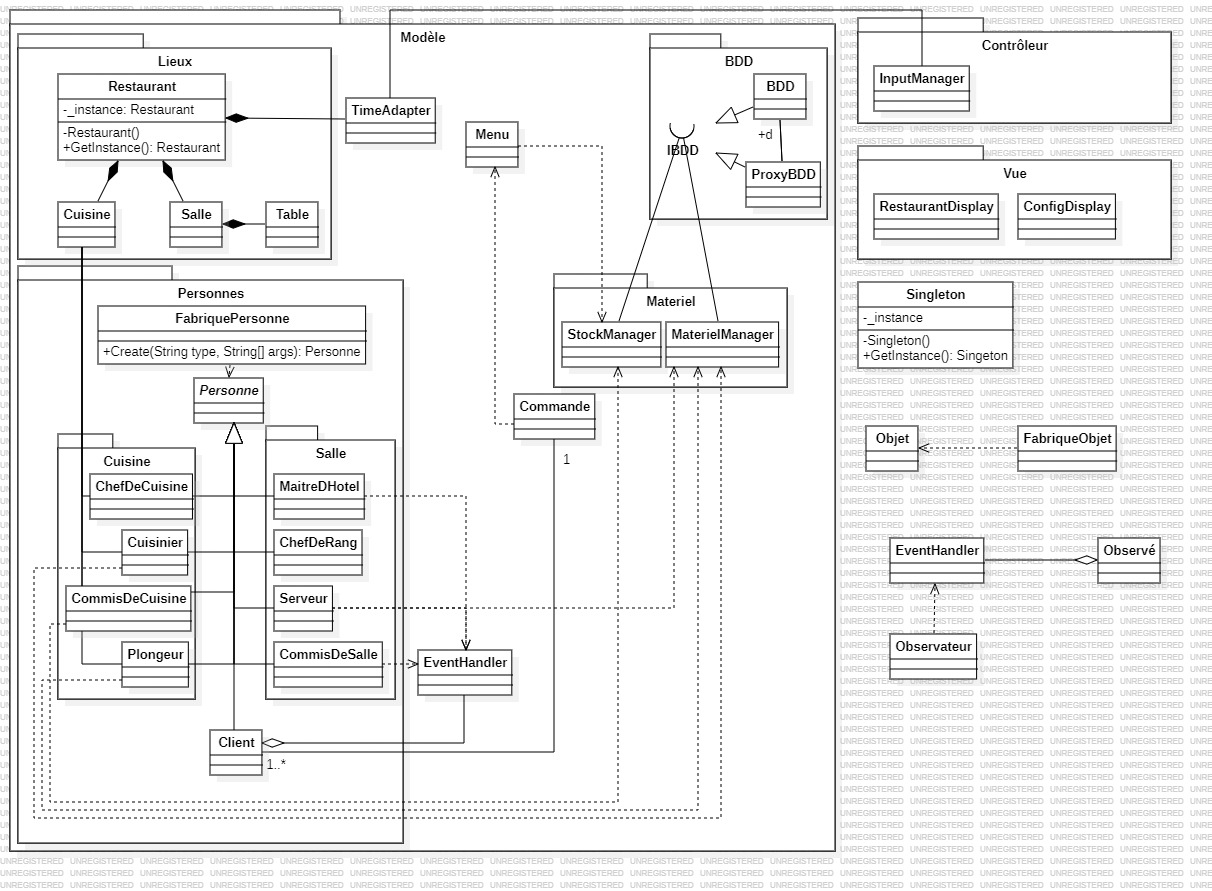 Modèle
Lieux
Restaurant
-_instance: Restaurant
-Restaurant()
+GetInstance(): Restaurant
Cuisine
Salle
Table
TimeAdapter
Menu
BDD
BDD
+d
IBDD
ProxyBDD
Personnes
FabriquePersonne
+Create(String type, String[] args): Personne
Personne
Cuisine
ChefDeCuisine
Cuisinier
CommisDeCuisine
Plongeur
Salle
MaitreDHotel
ChefDeRang
Serveur
CommisDeSalle
Client
1..*
EventHandler
Materiel
StockManager
MaterielManager
Commande
1
Contrôleur
InputManager
Vue
RestaurantDisplay
ConfigDisplay
Singleton
-_instance
-Singleton()
+GetInstance(): Singeton
Objet
FabriqueObjet
EventHandler
Observé
Observateur
UNREGISTERED